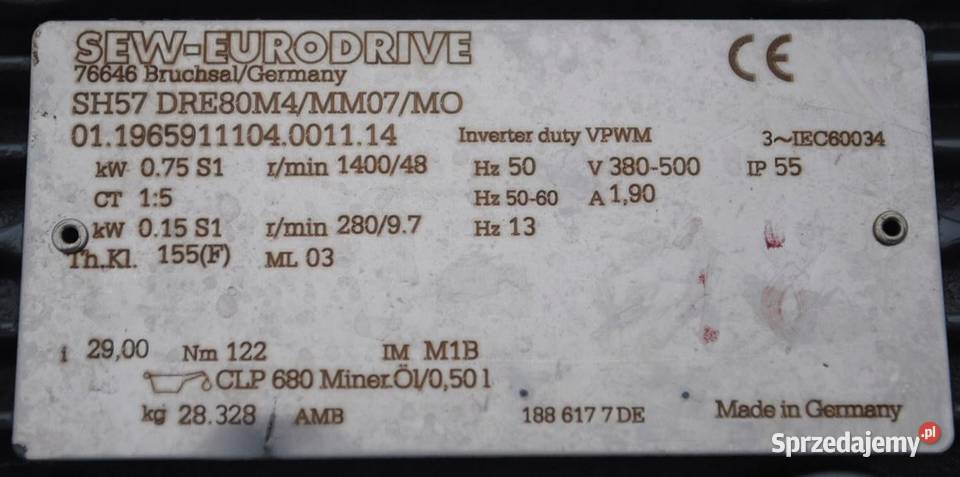 SEW-EURODRIVE CE
76646 Bruchsal/Germany
SH57 DRE80M4/MM07/MO
01.1965911104.0011.14 Inverter duty VPWM 3~IEC60034
kW 0.75 S1 r/min 1400/48 Hz 50 V 380-500 IP 55
CT 1:5 Hz 50-60 A 1,90
kW 0.15 S1 r/min 280/9.7 Hz 13
Th.Kl. 155(F) ML 03
i 29,00 Nm 122 IM M1B
CLP 680 Miner.Öl/0,50 l
kg 28.328 AMB 188 617 7 DE Made in Germany
Sprzedajemy.pl